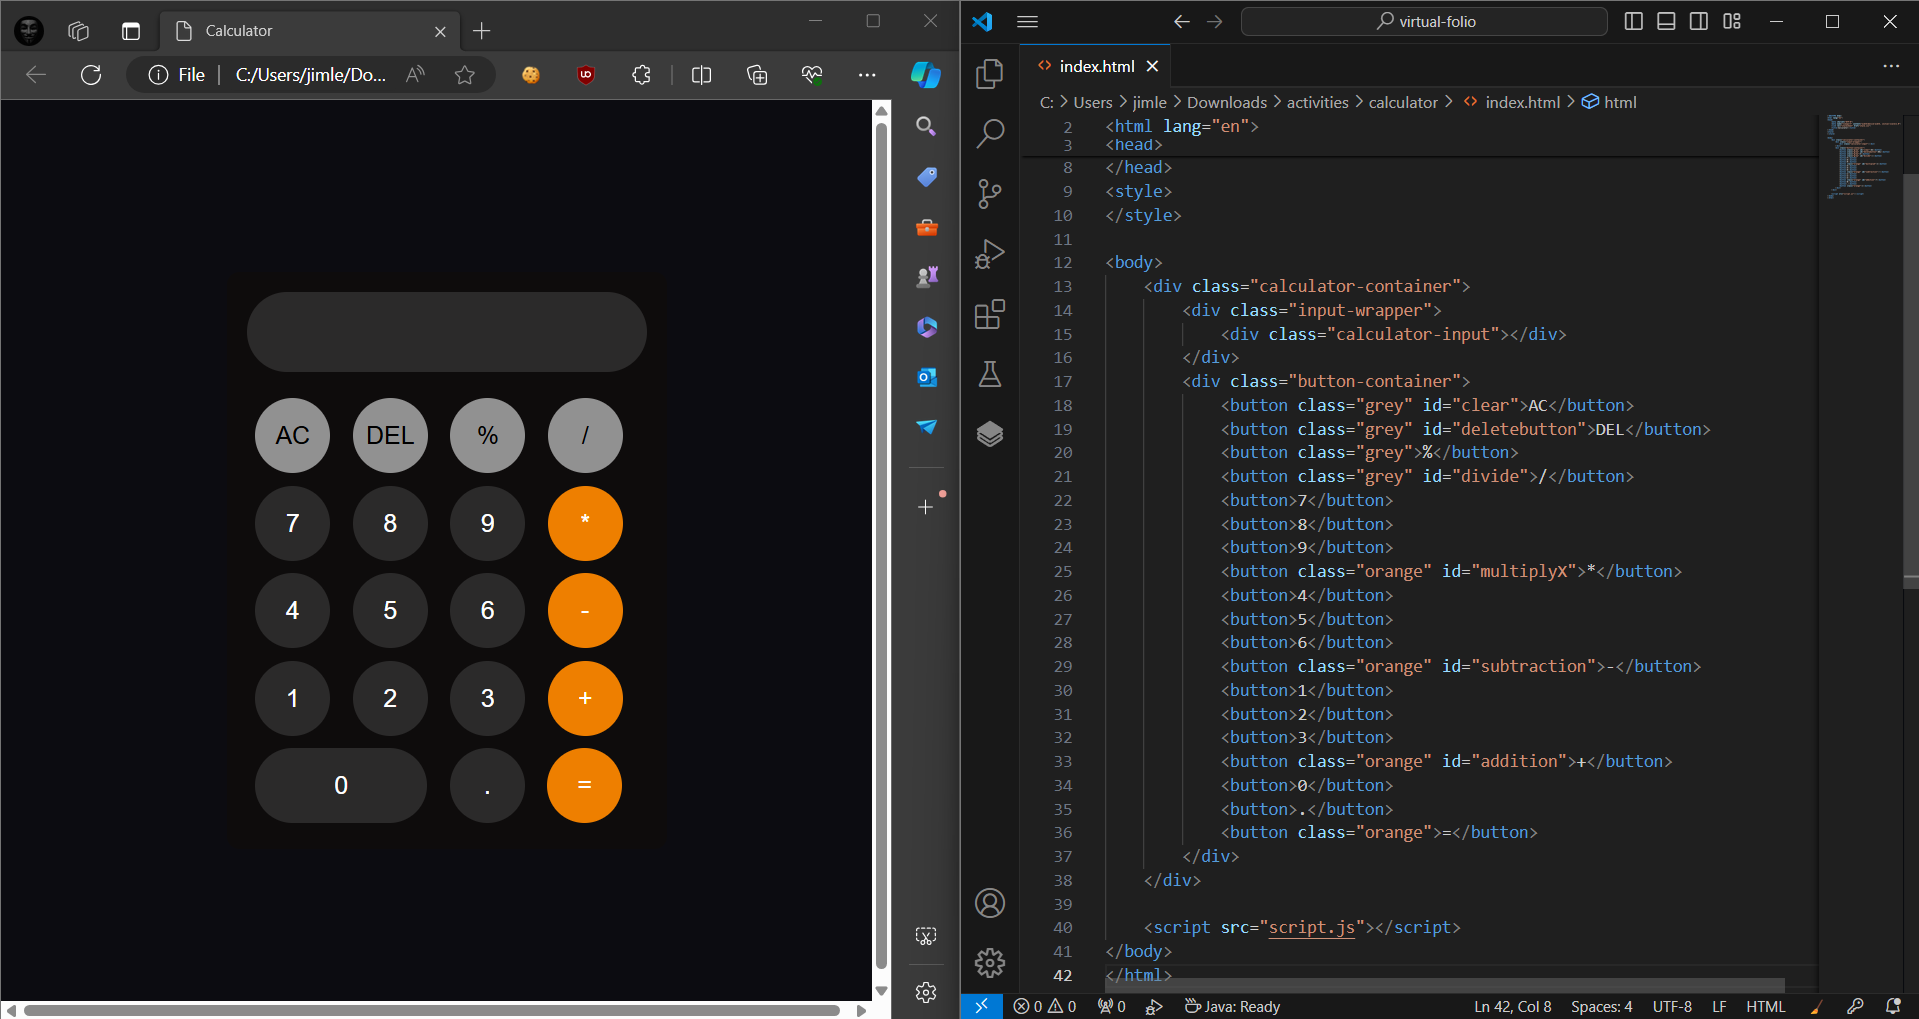 Calculator
File
C:/Users/jimle/Do...
AC DEL % /
7 8 9 *
4 5 6 -
1 2 3 +
0 . =
virtual-folio
index.html
C: > Users > jimle > Downloads > activities > calculator > index.html > html
2 <html lang="en">
3 <head>
8 </head>
9 <style>
10 </style>
11
12 <body>
13 <div class="calculator-container">
14 <div class="input-wrapper">
15 <div class="calculator-input"></div>
16 </div>
17 <div class="button-container">
18 <button class="grey" id="clear">AC</button>
19 <button class="grey" id="deletebutton">DEL</button>
20 <button class="grey">%</button>
21 <button class="grey" id="divide">/</button>
22 <button>7</button>
23 <button>8</button>
24 <button>9</button>
25 <button class="orange" id="multiplyX">*</button>
26 <button>4</button>
27 <button>5</button>
28 <button>6</button>
29 <button class="orange" id="subtraction">-</button>
30 <button>1</button>
31 <button>2</button>
32 <button>3</button>
33 <button class="orange" id="addition">+</button>
34 <button>0</button>
35 <button>.</button>
36 <button class="orange">=</button>
37 </div>
38 </div>
39
40 <script src="script.js"></script>
41 </body>
42 </html>
0 0 0 Java: Ready Ln 42, Col 8 Spaces: 4 UTF-8 LF HTML